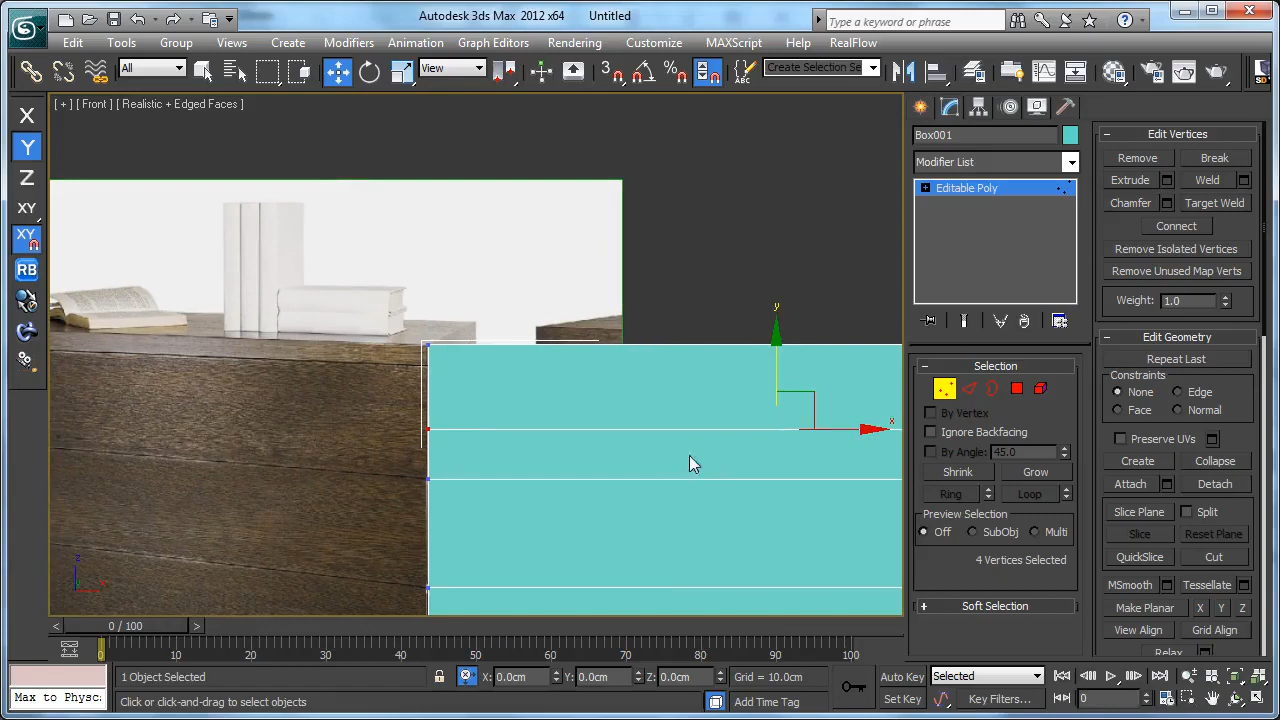 Autodesk 3ds Max 2012 x64 Untitled
Type a keyword or phrase
Edit Tools Group Views Create Modifiers Animation Graph Editors Rendering Customize MAXScript Help RealFlow
All View 3 Create Selection Se
[ + ] [ Front ] [ Realistic + Edged Faces ]
X
Y
Z
XY
XY
RB
y
x
z
x
Box001
Modifier List
Editable Poly
Selection
By Vertex
Ignore Backfacing
By Angle: 45.0
Shrink Grow
Ring Loop
Preview Selection
Off SubObj Multi
4 Vertices Selected
Soft Selection
Edit Vertices
Remove Break
Extrude Weld
Chamfer Target Weld
Connect
Remove Isolated Vertices
Remove Unused Map Verts
Weight: 1.0
Edit Geometry
Repeat Last
Constraints
None Edge
Face Normal
Preserve UVs
Create Collapse
Attach Detach
Slice Plane Split
Slice Reset Plane
QuickSlice Cut
MSmooth Tessellate
Make Planar X Y Z
View Align Grid Align
Relax
< 0 / 100 >
0 10 20 30 40 50 60 70 80 90 100
1 Object Selected X: 0.0cm Y: 0.0cm Z: 0.0cm Grid = 10.0cm Auto Key Selected
Max to Physc Click or click-and-drag to select objects Add Time Tag Set Key Key Filters... 0